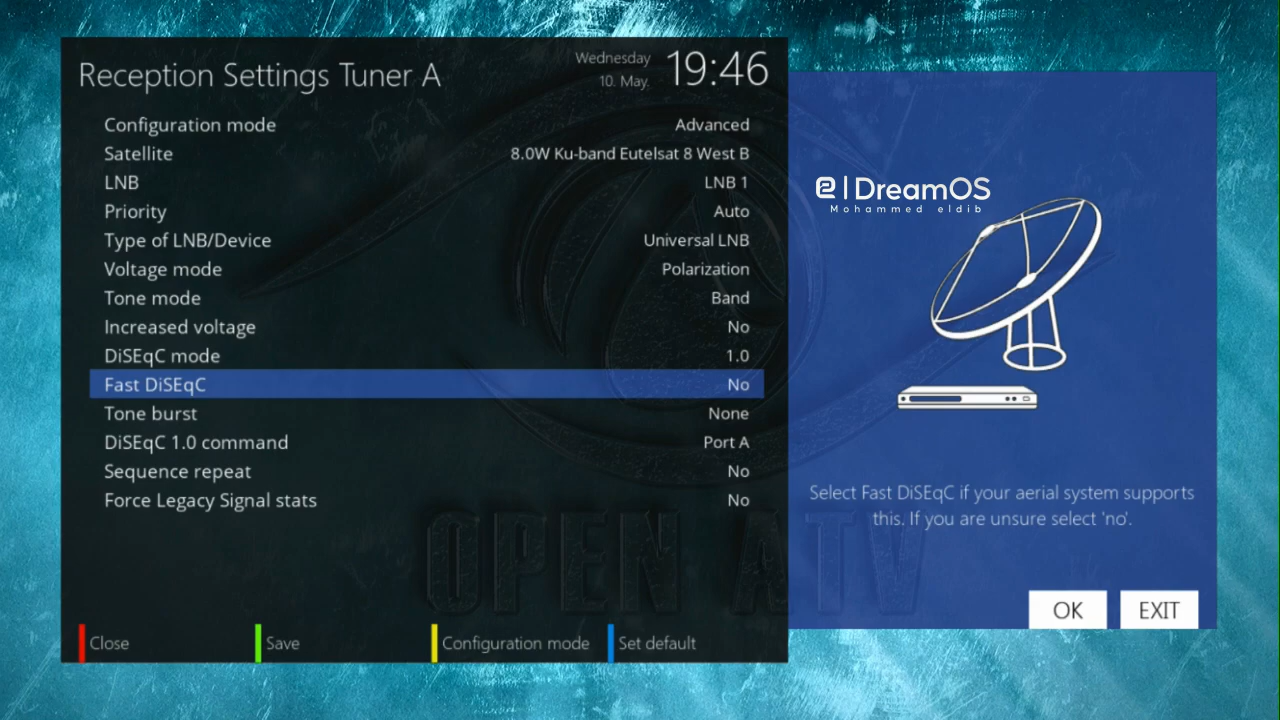 Reception Settings Tuner A
Wednesday
10. May.
19:46
Configuration mode Advanced
Satellite 8.0W Ku-band Eutelsat 8 West B
LNB LNB 1
Priority Auto
Type of LNB/Device Universal LNB
Voltage mode Polarization
Tone mode Band
Increased voltage No
DiSEqC mode 1.0
Fast DiSEqC No
Tone burst None
DiSEqC 1.0 command Port A
Sequence repeat No
Force Legacy Signal stats No
OPEN ATV
Close Save Configuration mode Set default
DreamOS
Mohammed eldib
Select Fast DiSEqC if your aerial system supports
this. If you are unsure select 'no'.
OK EXIT